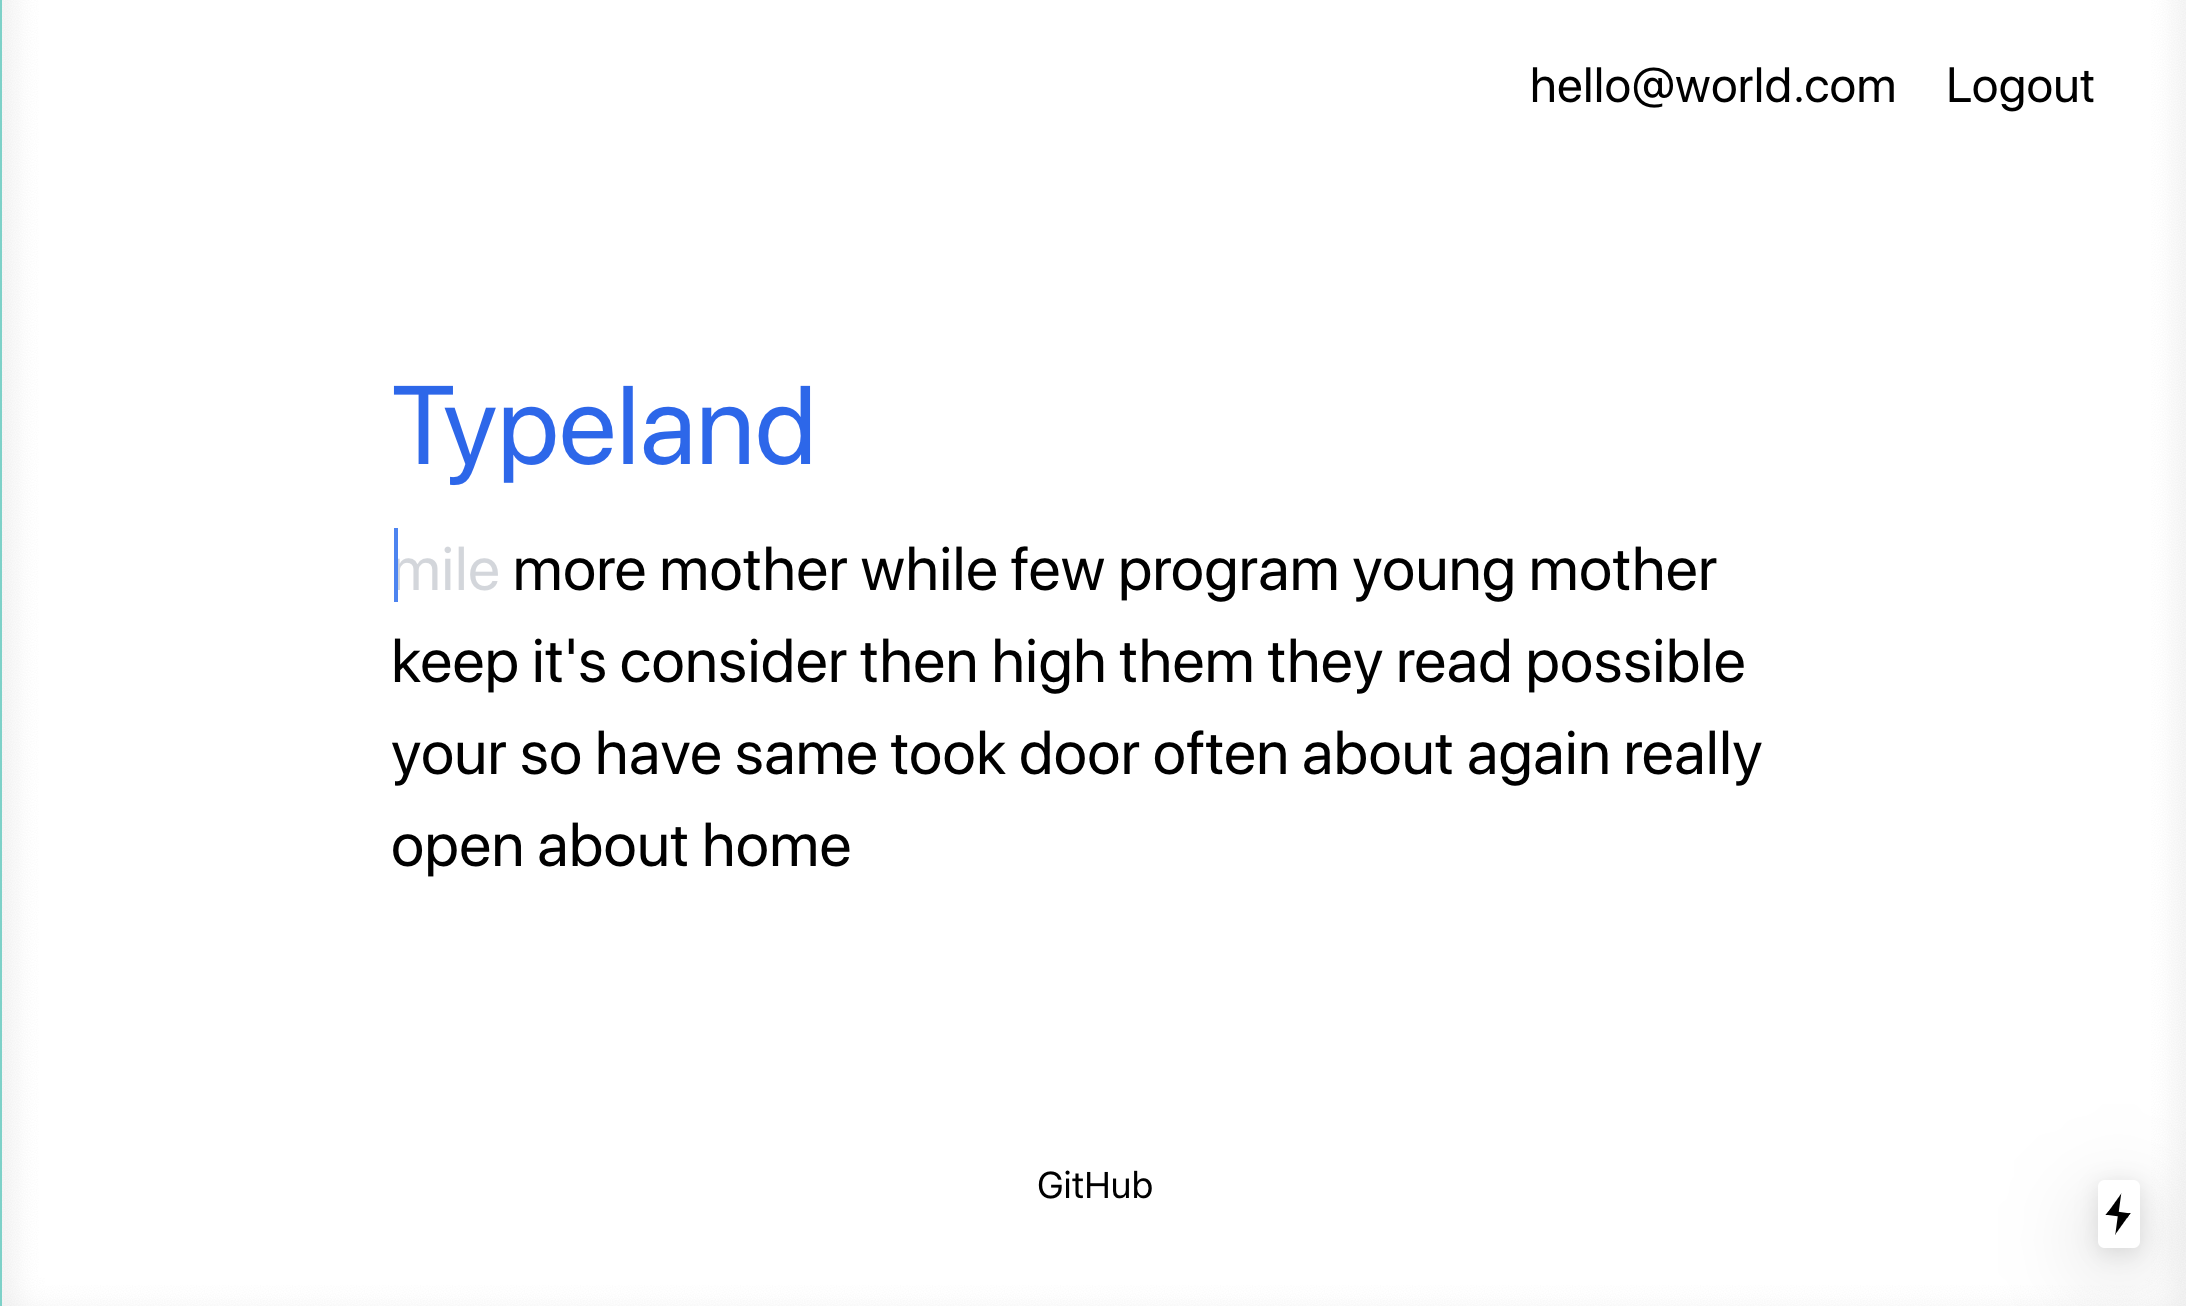 hello@world.com Logout
Typeland
mile more mother while few program young mother
keep it's consider then high them they read possible
your so have same took door often about again really
open about home
GitHub